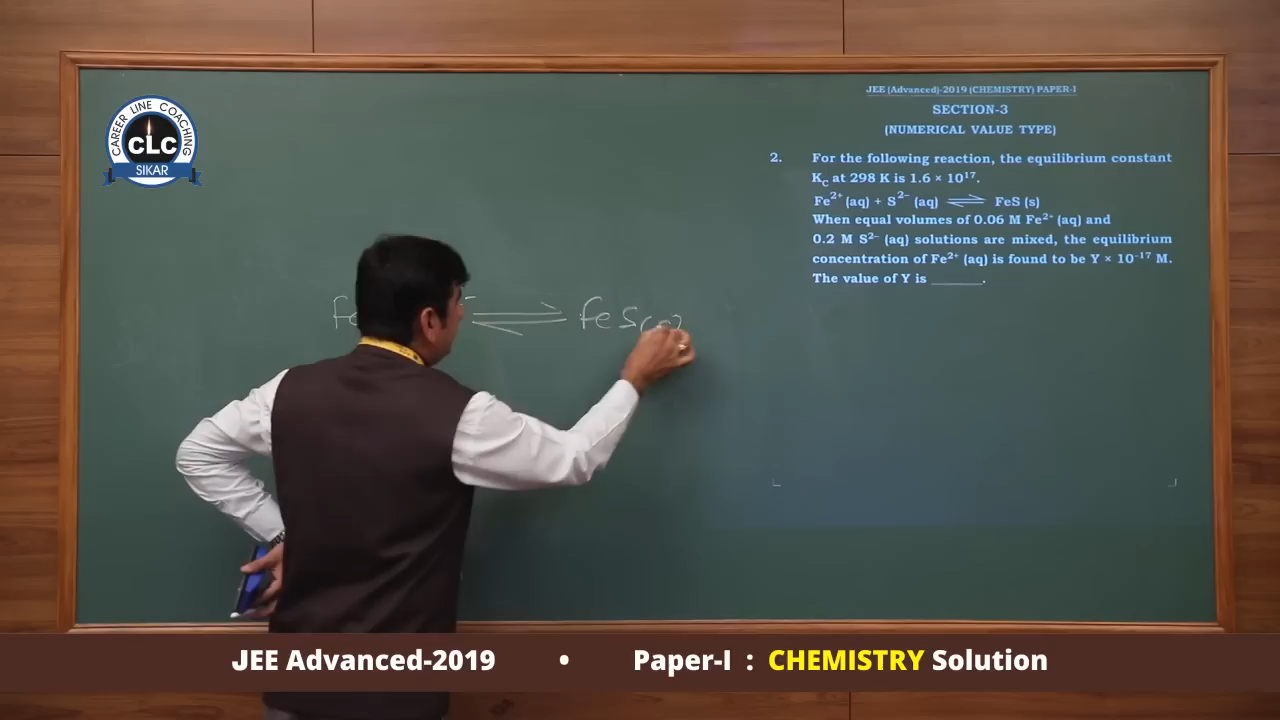 CAREER LINE COACHING
CLC
SIKAR
JEE (Advanced)-2019 (CHEMISTRY) PAPER-I
SECTION-3
(NUMERICAL VALUE TYPE)
2. For the following reaction, the equilibrium constant
K_C at 298 K is 1.6 × 10¹⁷.
Fe²⁺ (aq) + S²⁻ (aq) ⇌ FeS (s)
When equal volumes of 0.06 M Fe²⁺ (aq) and
0.2 M S²⁻ (aq) solutions are mixed, the equilibrium
concentration of Fe²⁺ (aq) is found to be Y × 10⁻¹⁷ M.
The value of Y is ______.
⇌ FeS
JEE Advanced-2019 • Paper-I : CHEMISTRY Solution